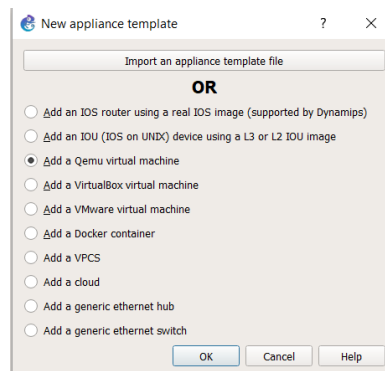 New appliance template
Import an appliance template file
OR
Add an IOS router using a real IOS image (supported by Dynamips)
Add an IOU (IOS on UNIX) device using a L3 or L2 IOU image
Add a Qemu virtual machine
Add a VirtualBox virtual machine
Add a VMware virtual machine
Add a Docker container
Add a VPCS
Add a cloud
Add a generic ethernet hub
Add a generic ethernet switch
OK Cancel Help